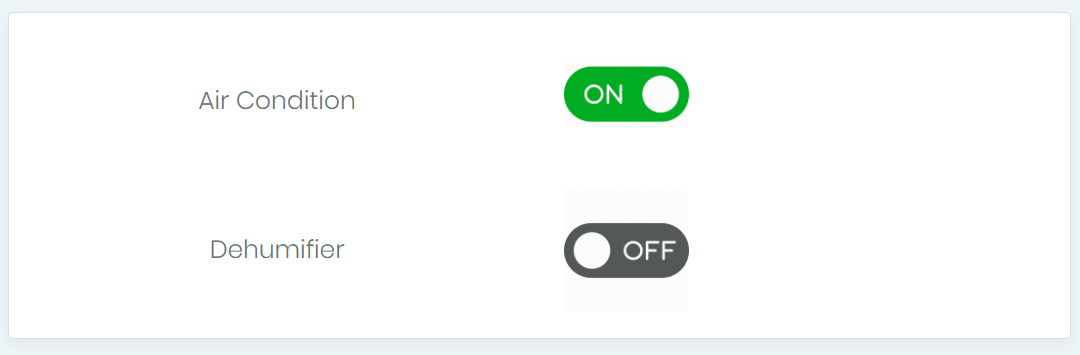 Air Condition ON
Dehumifier OFF